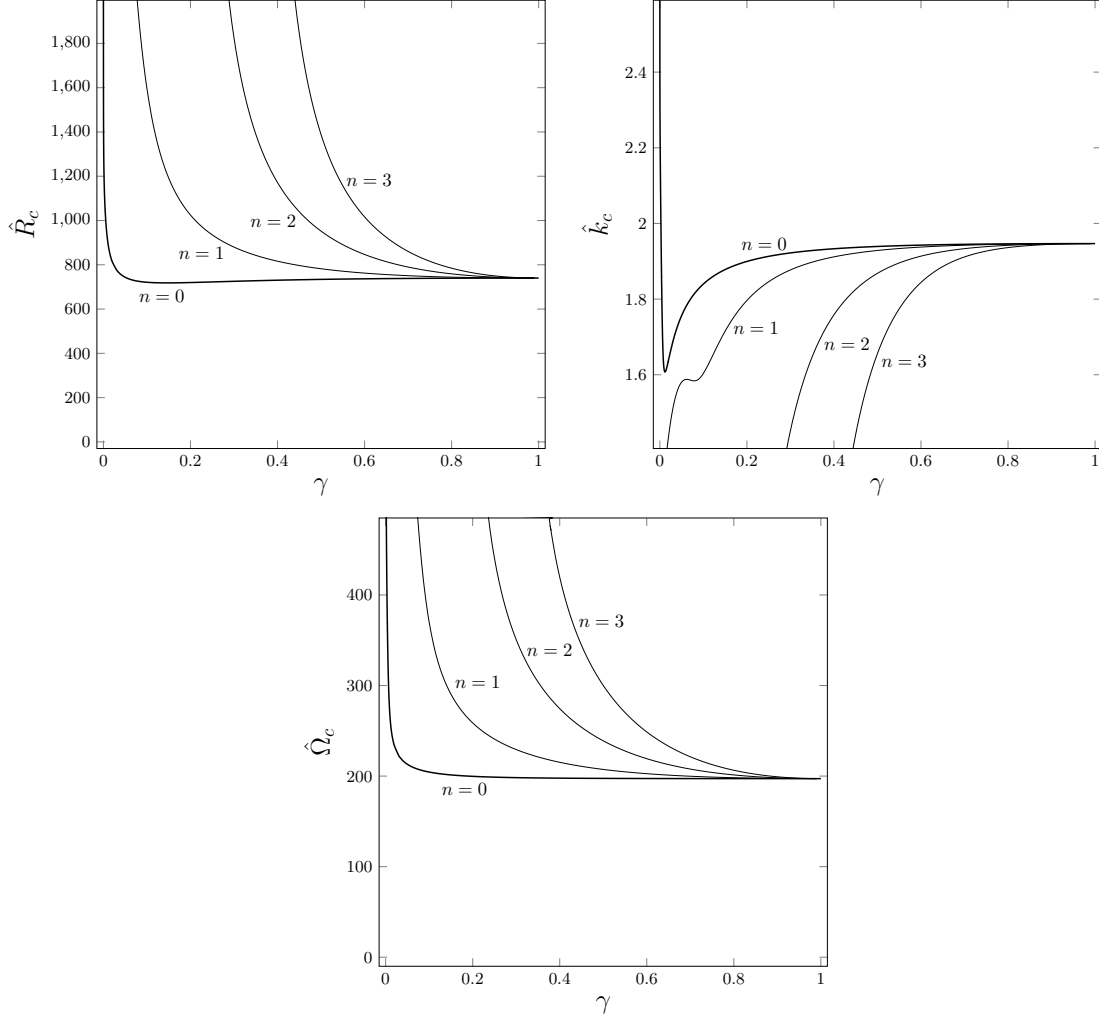 1,800
1,600
1,400
1,200
1,000
800
600
400
200
0
R̂c
n = 3
n = 2
n = 1
n = 0
0 0.2 0.4 0.6 0.8 1
γ
2.4
2.2
2
1.8
1.6
k̂c
n = 0
n = 1
n = 2
n = 3
0 0.2 0.4 0.6 0.8 1
γ
400
300
200
100
0
Ω̂c
n = 3
n = 2
n = 1
n = 0
0 0.2 0.4 0.6 0.8 1
γ